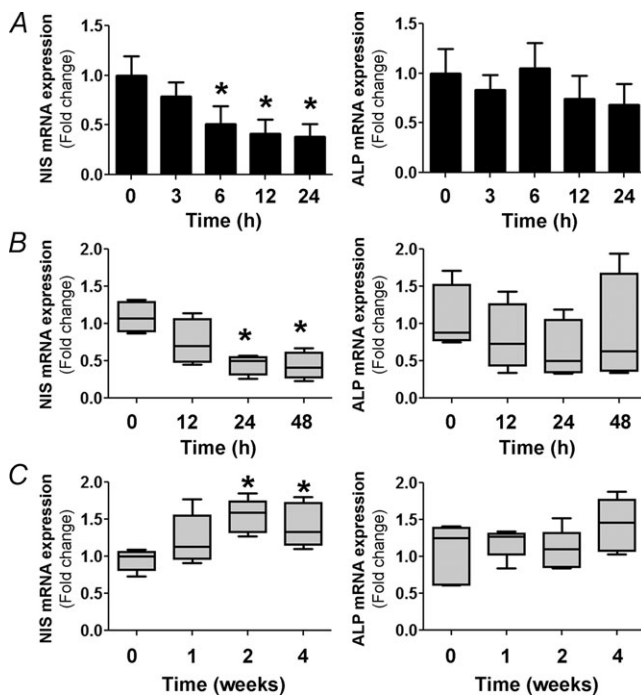 A
NIS mRNA expression
(Fold change)
1.5
1.0
0.5
0.0
* * *
0 3 6 12 24
Time (h)
ALP mRNA expression
(Fold change)
1.5
1.0
0.5
0.0
0 3 6 12 24
Time (h)
B
NIS mRNA expression
(Fold change)
2.0
1.5
1.0
0.5
0.0
* *
0 12 24 48
Time (h)
ALP mRNA expression
(Fold change)
2.0
1.5
1.0
0.5
0.0
0 12 24 48
Time (h)
C
NIS mRNA expression
(Fold change)
2.0
1.5
1.0
0.5
0.0
* *
0 1 2 4
Time (weeks)
ALP mRNA expression
(Fold change)
2.0
1.5
1.0
0.5
0.0
0 1 2 4
Time (weeks)